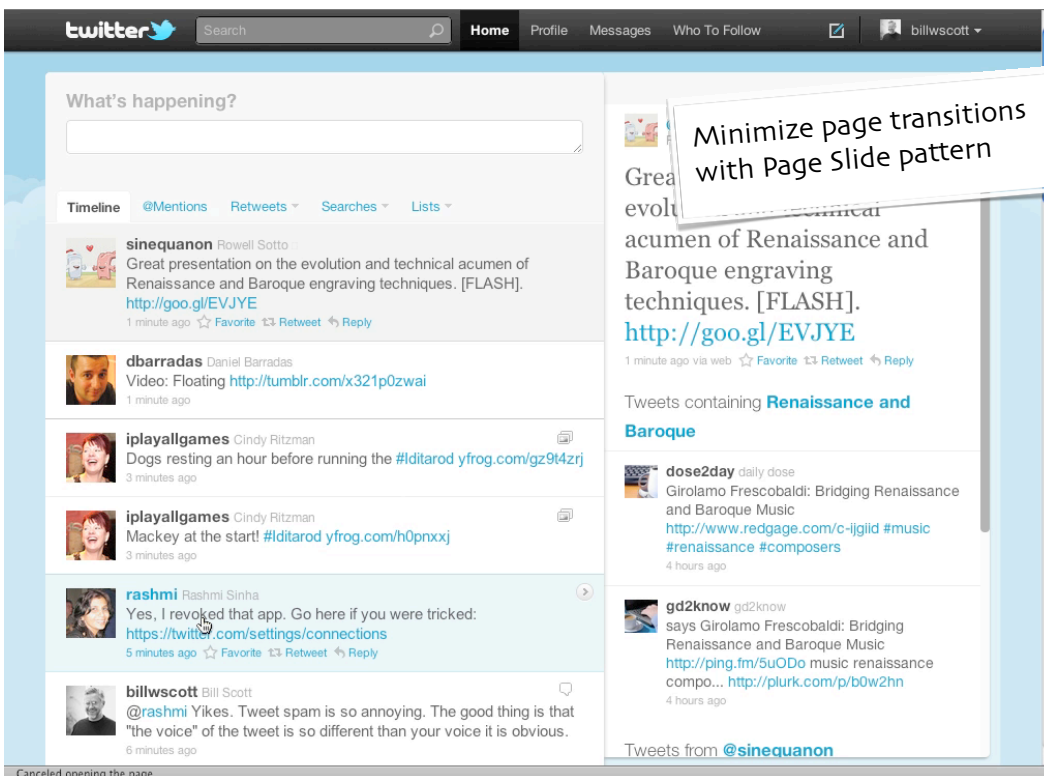 twitter
Search
Home Profile Messages Who To Follow billwscott
What's happening?
Timeline @Mentions Retweets Searches Lists
sinequanon Rowell Sotto
Great presentation on the evolution and technical acumen of
Renaissance and Baroque engraving techniques. [FLASH].
http://goo.gl/EVJYE
1 minute ago Favorite Retweet Reply
dbarradas Daniel Barradas
Video: Floating http://tumblr.com/x321p0zwai
1 minute ago
iplayallgames Cindy Ritzman
Dogs resting an hour before running the #Iditarod yfrog.com/gz9t4zrj
3 minutes ago
iplayallgames Cindy Ritzman
Mackey at the start! #Iditarod yfrog.com/h0pnxxj
3 minutes ago
rashmi Rashmi Sinha
Yes, I revoked that app. Go here if you were tricked:
https://twitter.com/settings/connections
5 minutes ago Favorite Retweet Reply
billwscott Bill Scott
@rashmi Yikes. Tweet spam is so annoying. The good thing is that
"the voice" of the tweet is so different than your voice it is obvious.
6 minutes ago
Minimize page transitions
with Page Slide pattern
acumen of Renaissance and
Baroque engraving
techniques. [FLASH].
http://goo.gl/EVJYE
1 minute ago via web Favorite Retweet Reply
Tweets containing Renaissance and
Baroque
dose2day daily dose
Girolamo Frescobaldi: Bridging Renaissance
and Baroque Music
http://www.redgage.com/c-ijgiid #music
#renaissance #composers
4 hours ago
gd2know gd2know
says Girolamo Frescobaldi: Bridging
Renaissance and Baroque Music
http://ping.fm/5uODo music renaissance
compo... http://plurk.com/p/b0w2hn
4 hours ago
Tweets from @sinequanon
Canceled opening the page